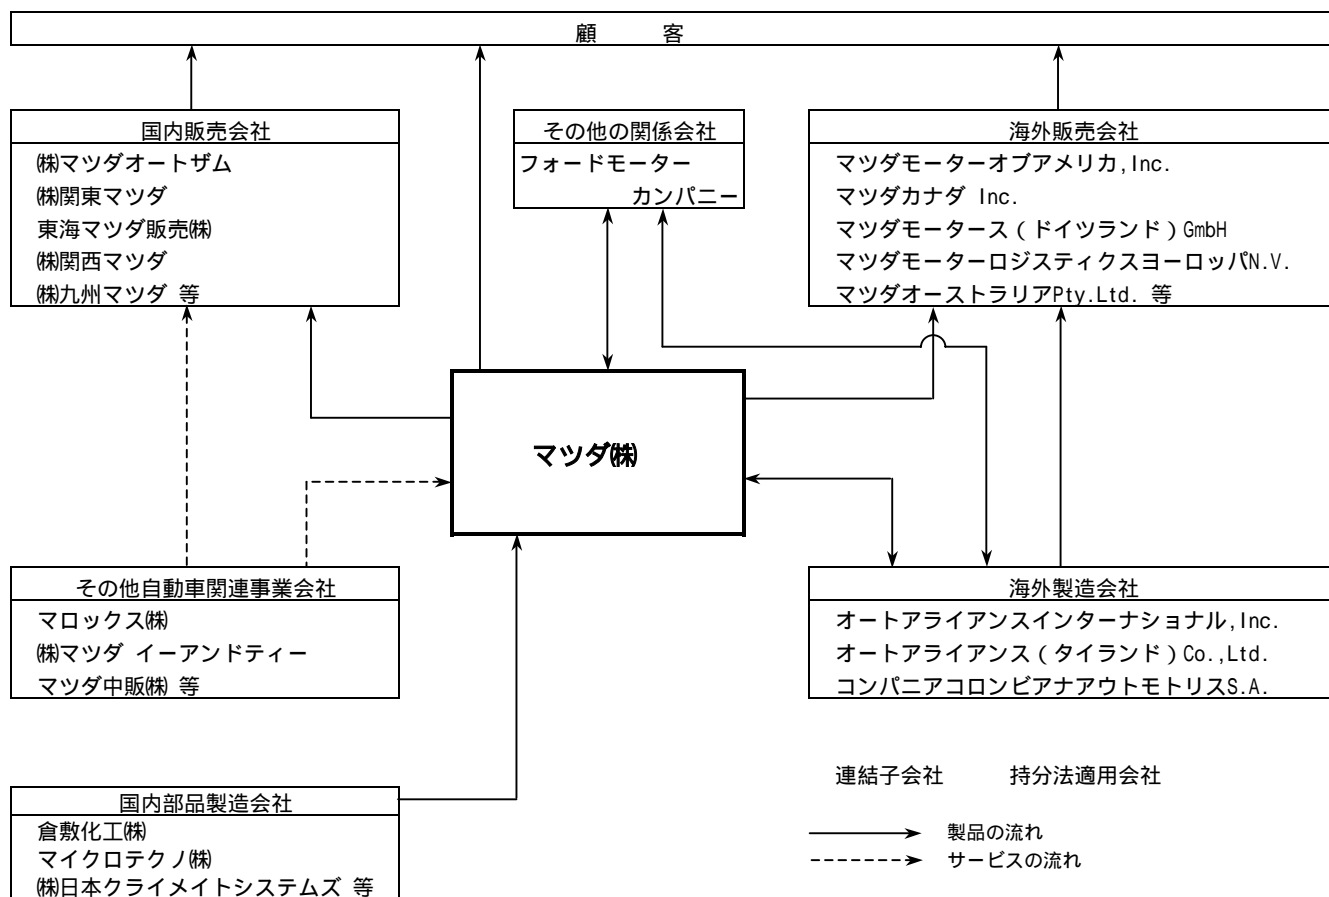 顧 客
国内販売会社
㈱マツダオートザム
㈱関東マツダ
東海マツダ販売㈱
㈱関西マツダ
㈱九州マツダ 等
その他の関係会社
フォードモーター
カンパニー
海外販売会社
マツダモーターオブアメリカ,Inc.
マツダカナダ Inc.
マツダモータース(ドイツランド)GmbH
マツダモーターロジスティクスヨーロッパN.V.
マツダオーストラリアPty.Ltd. 等
マツダ㈱
その他自動車関連事業会社
マロックス㈱
㈱マツダ イーアンドティー
マツダ中販㈱ 等
海外製造会社
オートアライアンスインターナショナル,Inc.
オートアライアンス(タイランド)Co.,Ltd.
コンパニアコロンビアナアウトモトリスS.A.
国内部品製造会社
倉敷化工㈱
マイクロテクノ㈱
㈱日本クライメイトシステムズ 等
連結子会社 持分法適用会社
製品の流れ
サービスの流れ